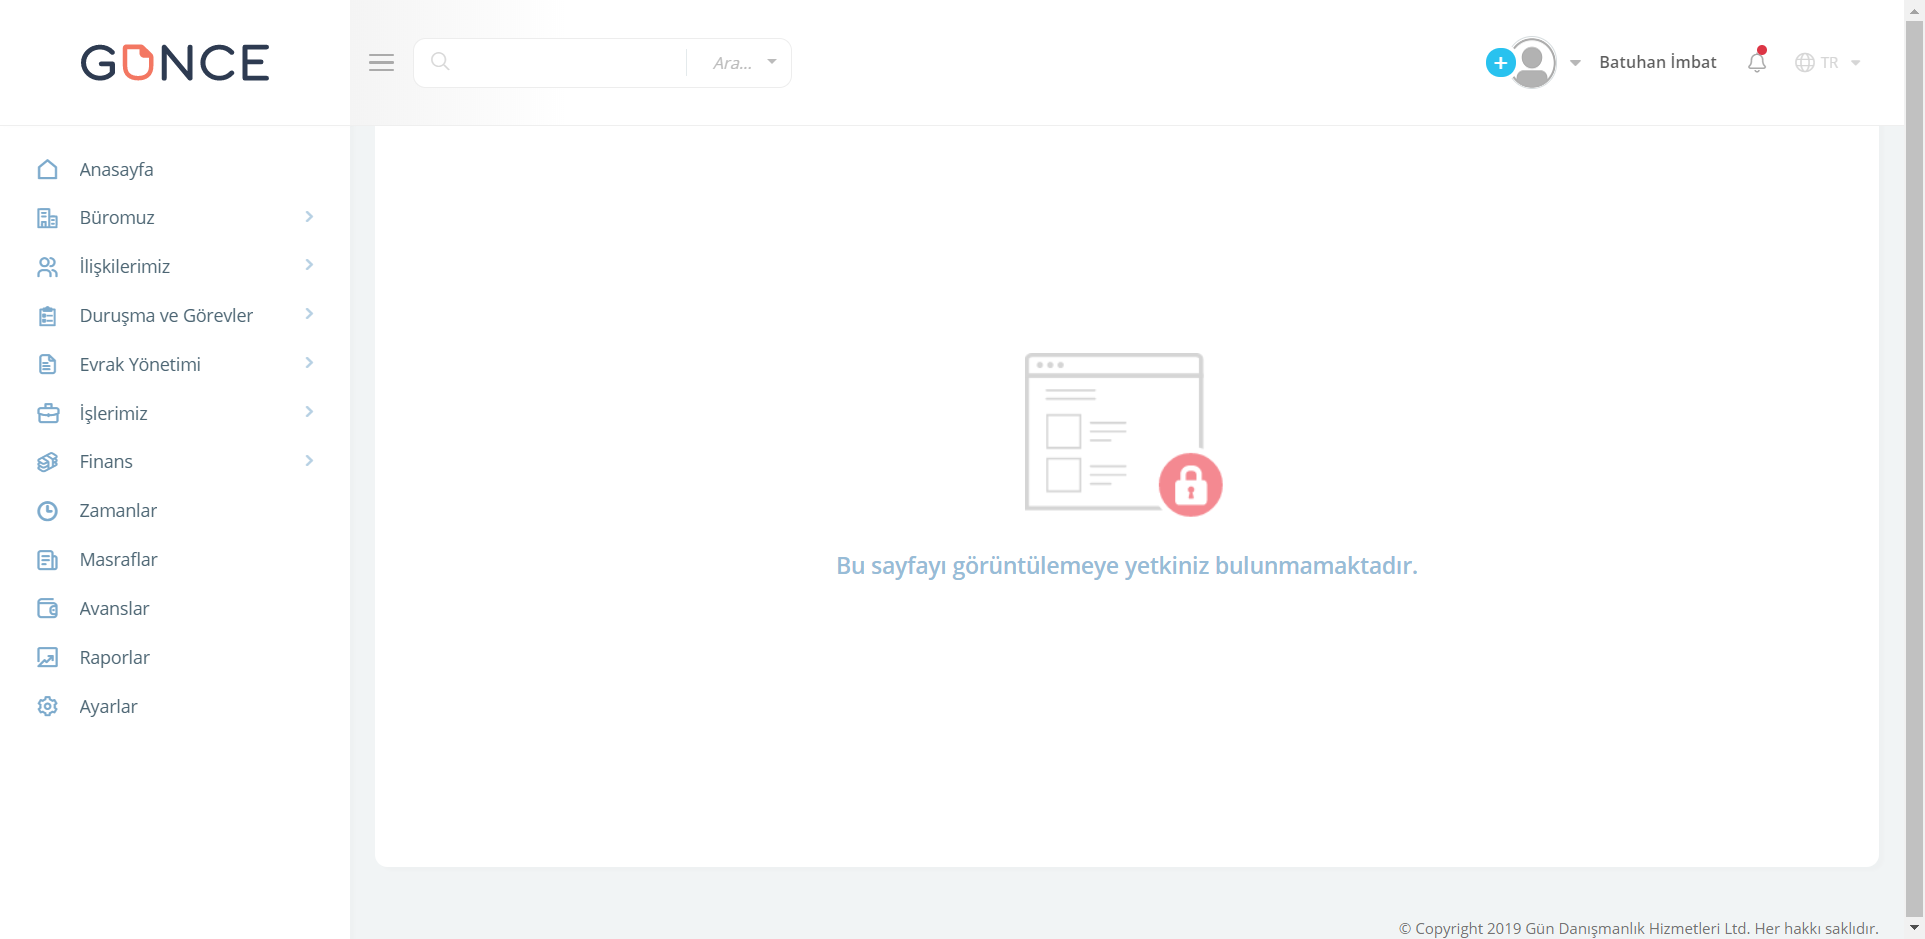 GÜNCE
Ara...
Batuhan İmbat
TR
Anasayfa
Büromuz
İlişkilerimiz
Duruşma ve Görevler
Evrak Yönetimi
İşlerimiz
Finans
Zamanlar
Masraflar
Avanslar
Raporlar
Ayarlar
Bu sayfayı görüntülemeye yetkiniz bulunmamaktadır.
© Copyright 2019 Gün Danışmanlık Hizmetleri Ltd. Her hakkı saklıdır.